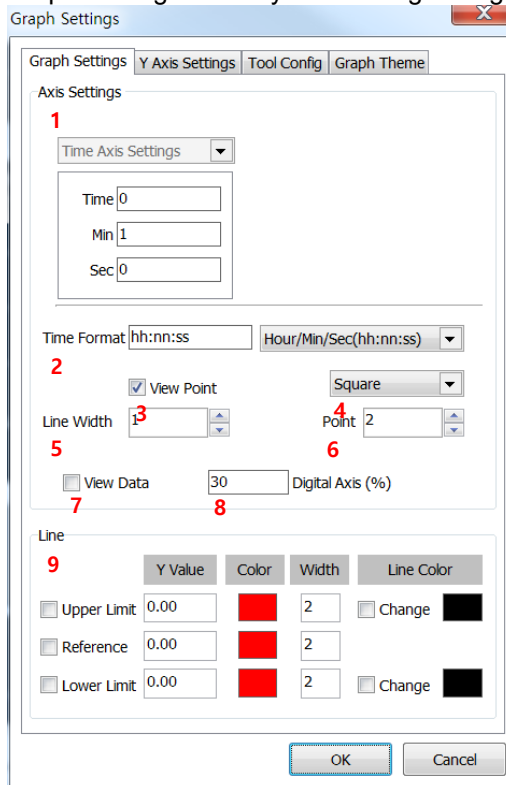 Graph Settings X
Graph Settings Y Axis Settings Tool Config Graph Theme
Axis Settings
1
Time Axis Settings
Time 0
Min 1
Sec 0
Time Format hh:nn:ss Hour/Min/Sec(hh:nn:ss)
2
View Point Square
3 4
Line Width 1 Point 2
5 6
View Data 30 Digital Axis (%)
7 8
Line
9
Y Value Color Width Line Color
Upper Limit 0.00 2 Change
Reference 0.00 2
Lower Limit 0.00 2 Change
OK Cancel